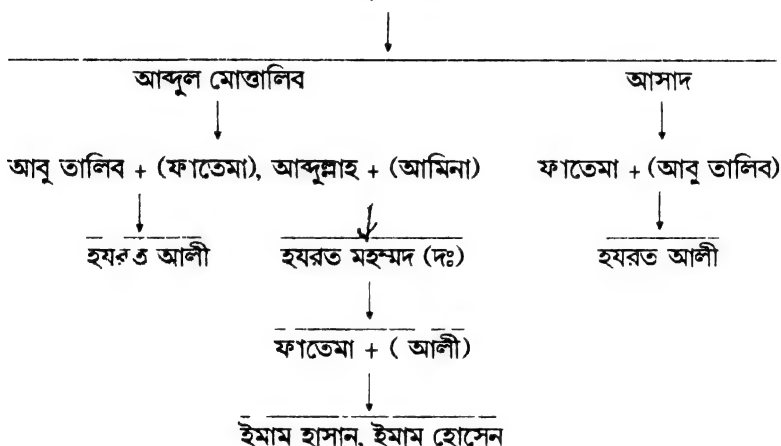 আব্দুল মোত্তালিব আসাদ
আবু তালিব + (ফাতেমা), আব্দুল্লাহ + (আমিনা) ফাতেমা + (আবু তালিব)
হযরত আলী হযরত মহম্মদ (দঃ) হযরত আলী
ফাতেমা + ( আলী)
ইমাম হাসান, ইমাম হোসেন